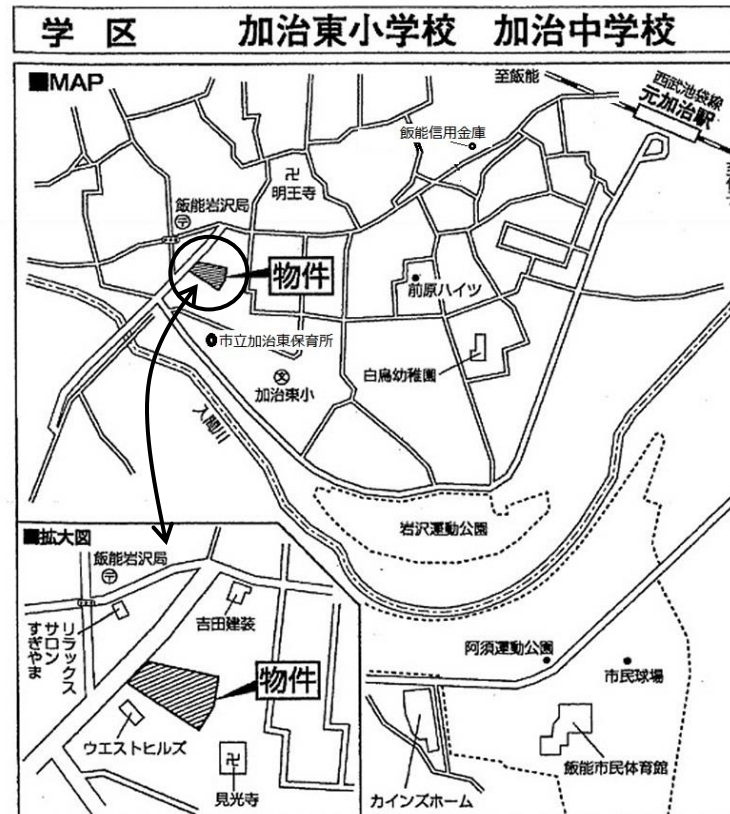 学区 加治東小学校 加治中学校
■MAP
至飯能
西武池袋線
元加治駅
飯能信用金庫
卍
明王寺
飯能岩沢局
〒
物件
前原ハイツ
市立加治東保育所
白鳥幼稚園
文
加治東小
入間川
岩沢運動公園
■拡大図
飯能岩沢局
〒
吉田建装
リラックス
サロン
すぎやま
物件
ウエストヒルズ
卍
見光寺
阿須運動公園
市民球場
飯能市民体育館
カインズホーム